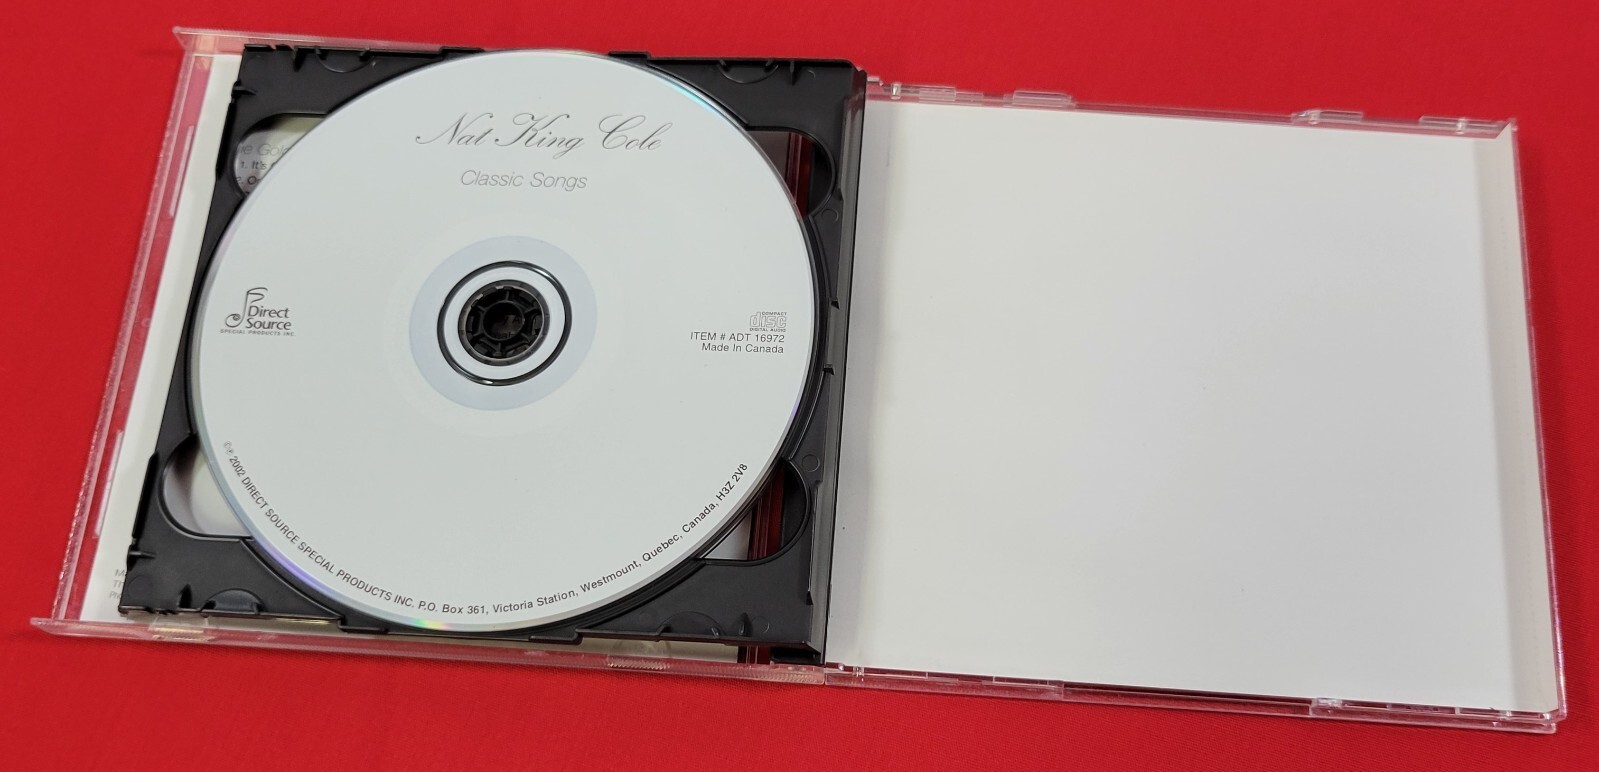 Nat King Cole
Classic Songs
Direct
Source
SPECIAL PRODUCTS INC.
COMPACT
disc
DIGITAL AUDIO
ITEM # ADT 16972
Made In Canada
©℗ 2002 DIRECT SOURCE SPECIAL PRODUCTS INC. P.O. Box 361, Victoria Station, Westmount, Quebec, Canada, H3Z 2V8
1. It's